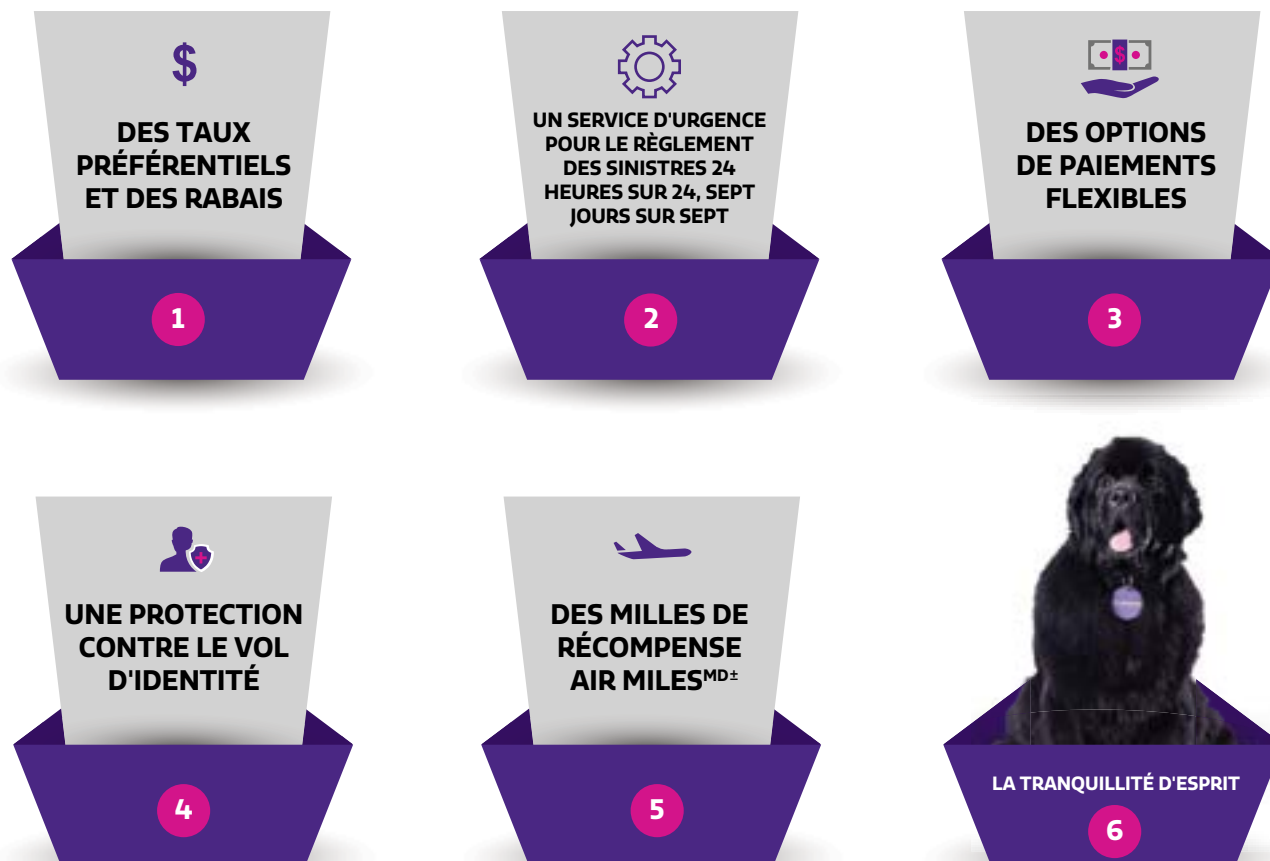 $
DES TAUX
PRÉFÉRENTIELS
ET DES RABAIS
1
UN SERVICE D'URGENCE
POUR LE RÈGLEMENT
DES SINISTRES 24
HEURES SUR 24, SEPT
JOURS SUR SEPT
2
$
DES OPTIONS
DE PAIEMENTS
FLEXIBLES
3
UNE PROTECTION
CONTRE LE VOL
D'IDENTITÉ
4
DES MILLES DE
RÉCOMPENSE
AIR MILESᴹᴰ±
5
LA TRANQUILLITÉ D'ESPRIT
6